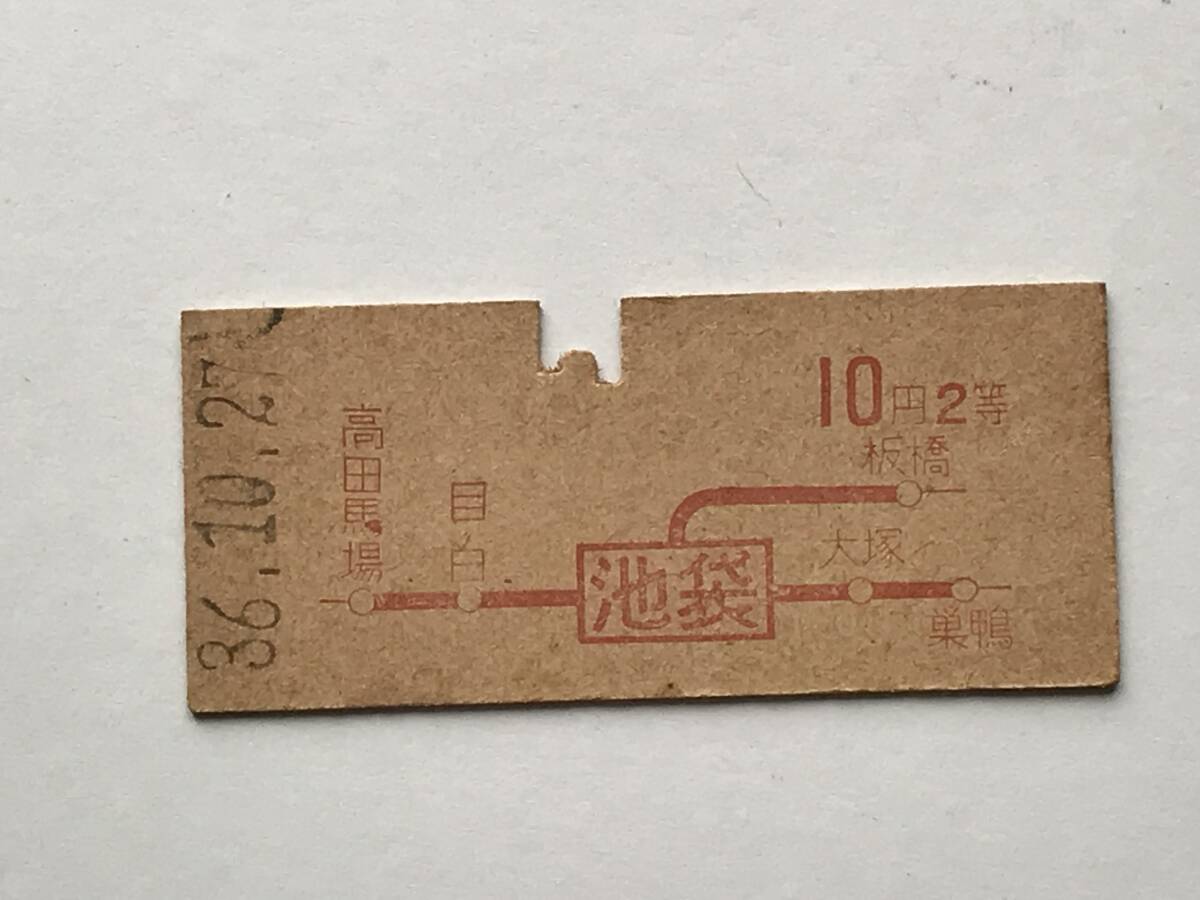 36.10.27
高田馬場
目白
10円2等
板橋
池袋
大塚
巣鴨